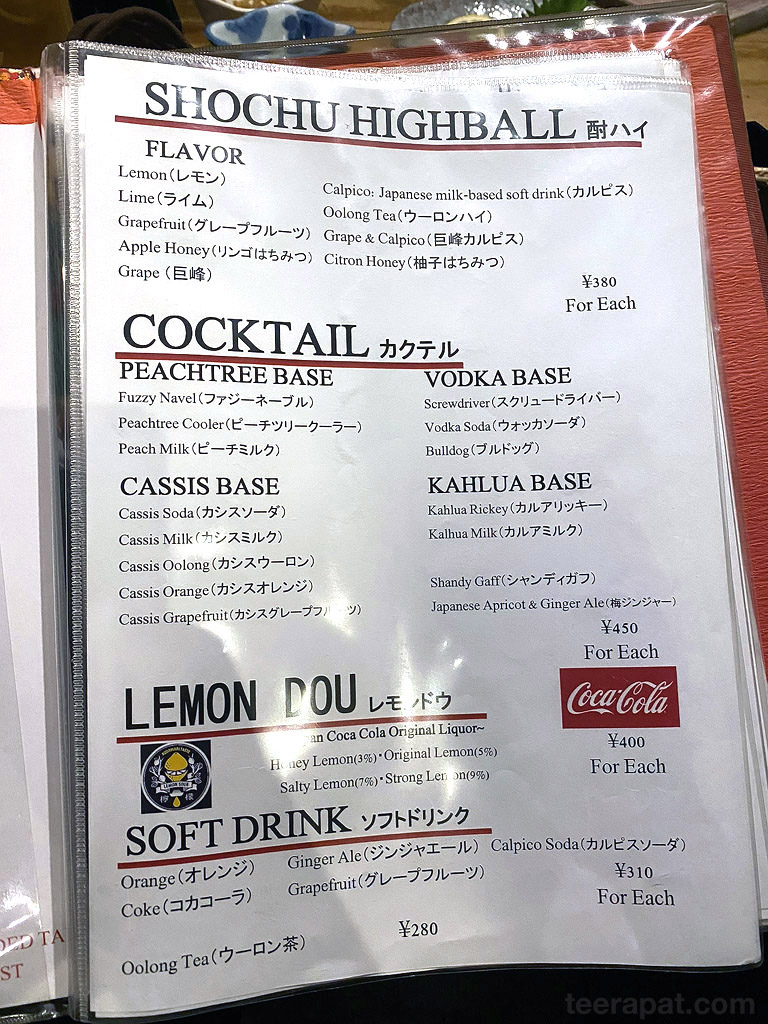 SHOCHU HIGHBALL 酎ハイ
FLAVOR
Lemon(レモン)
Lime(ライム)
Grapefruit(グレープフルーツ)
Apple Honey(リンゴはちみつ)
Grape (巨峰)
Calpico: Japanese milk-based soft drink(カルピス)
Oolong Tea(ウーロンハイ)
Grape & Calpico(巨峰カルピス)
Citron Honey(柚子はちみつ)
¥380
For Each
COCKTAIL カクテル
PEACHTREE BASE
Fuzzy Navel(ファジーネーブル)
Peachtree Cooler(ピーチツリークーラー)
Peach Milk(ピーチミルク)
VODKA BASE
Screwdriver(スクリュードライバー)
Vodka Soda(ウォッカソーダ)
Bulldog(ブルドッグ)
CASSIS BASE
Cassis Soda(カシスソーダ)
Cassis Milk(カシスミルク)
Cassis Oolong(カシスウーロン)
Cassis Orange(カシスオレンジ)
Cassis Grapefruit(カシスグレープフルーツ)
KAHLUA BASE
Kahlua Rickey(カルアリッキー)
Kalhua Milk(カルアミルク)
Shandy Gaff(シャンディガフ)
Japanese Apricot & Ginger Ale(梅ジンジャー)
¥450
For Each
LEMON DOU レモンドウ
Coca Cola Original Liquor~
Honey Lemon(3%)・Original Lemon(5%)
Salty Lemon(7%)・Strong Lemon(9%)
LEMON SOUR
Coca-Cola
¥400
For Each
SOFT DRINK ソフトドリンク
Orange(オレンジ)
Coke(コカコーラ)
Ginger Ale(ジンジャエール)
Grapefruit(グレープフルーツ)
Calpico Soda(カルピスソーダ)
¥310
For Each
Oolong Tea(ウーロン茶)
¥280
DED TA
ST
teerapat.com